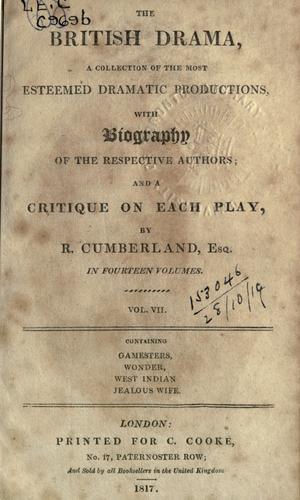 L.E.C
C969b
THE
BRITISH DRAMA,
A COLLECTION OF THE MOST
ESTEEMED DRAMATIC PRODUCTIONS,
WITH
Biography
OF THE RESPECTIVE AUTHORS;
AND A
CRITIQUE ON EACH PLAY,
BY
R. CUMBERLAND, ESQ.
IN FOURTEEN VOLUMES.
VOL. VII.
153046
28/10/19
CONTAINING
GAMESTERS,
WONDER,
WEST INDIAN
JEALOUS WIFE.
LONDON:
PRINTED FOR C. COOKE,
No. 17, PATERNOSTER ROW;
And Sold by all Booksellers in the United Kingdom
1817.